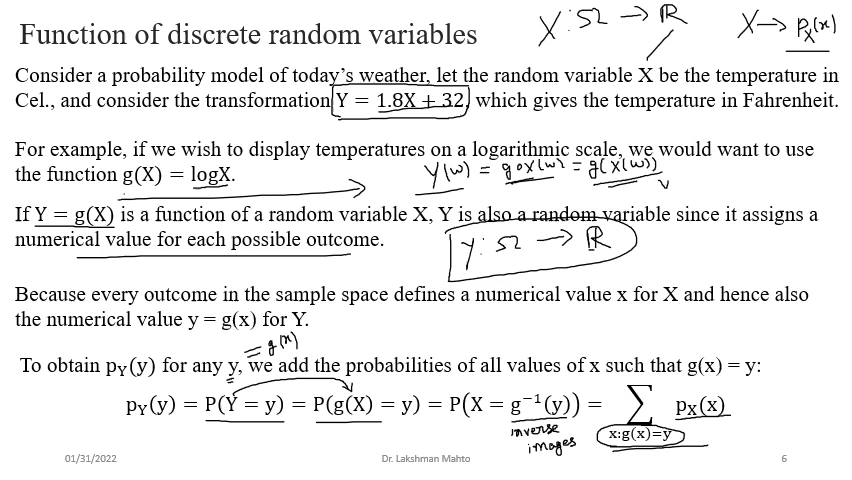 Function of discrete random variables
X : Ω → ℝ
X → p_X(x)
Consider a probability model of today's weather, let the random variable X be the temperature in
Cel., and consider the transformation Y = 1.8X + 32, which gives the temperature in Fahrenheit.
For example, if we wish to display temperatures on a logarithmic scale, we would want to use
the function g(X) = logX.
Y(ω) = g∘X(ω) = g(X(ω))
If Y = g(X) is a function of a random variable X, Y is also a random variable since it assigns a
numerical value for each possible outcome.
Y : Ω → ℝ
Because every outcome in the sample space defines a numerical value x for X and hence also
the numerical value y = g(x) for Y.
= g(x)
To obtain p_Y(y) for any y, we add the probabilities of all values of x such that g(x) = y:
p_Y(y) = P(Y = y) = P(g(X) = y) = P(X = g⁻¹(y)) = ∑ p_X(x)
x:g(x)=y
inverse
images
01/31/2022
Dr. Lakshman Mahto
6